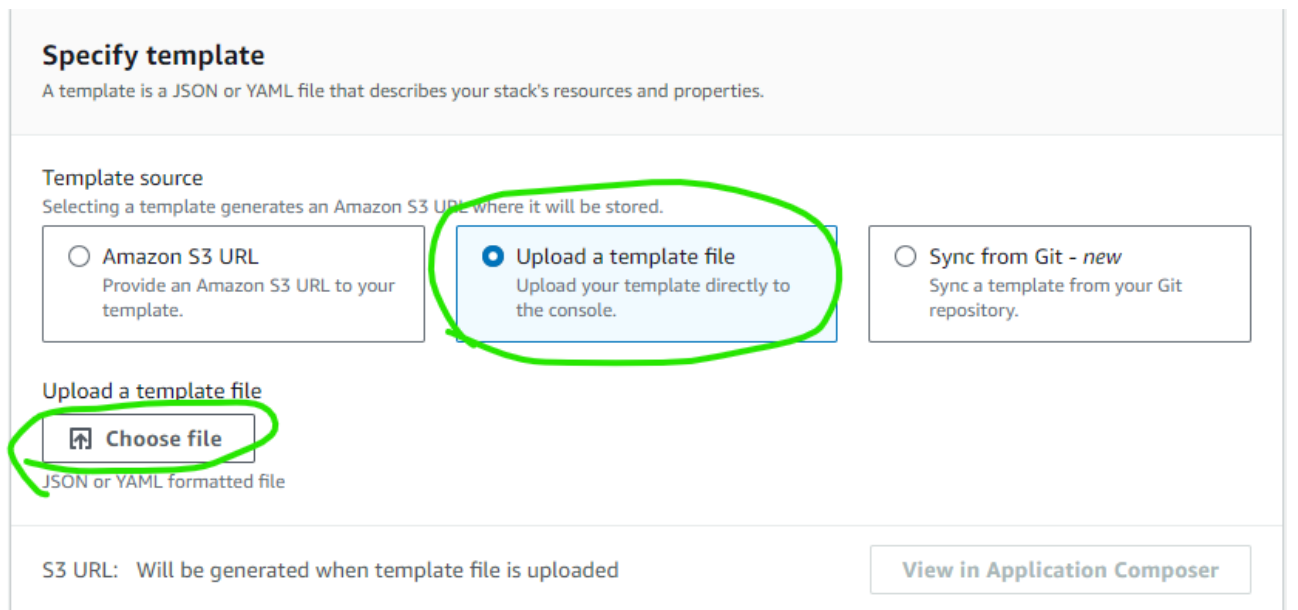 Specify template
A template is a JSON or YAML file that describes your stack's resources and properties.
Template source
Selecting a template generates an Amazon S3 URL where it will be stored.
Amazon S3 URL
Provide an Amazon S3 URL to your
template.
Upload a template file
Upload your template directly to
the console.
Sync from Git - new
Sync a template from your Git
repository.
Upload a template file
Choose file
JSON or YAML formatted file
S3 URL: Will be generated when template file is uploaded
View in Application Composer